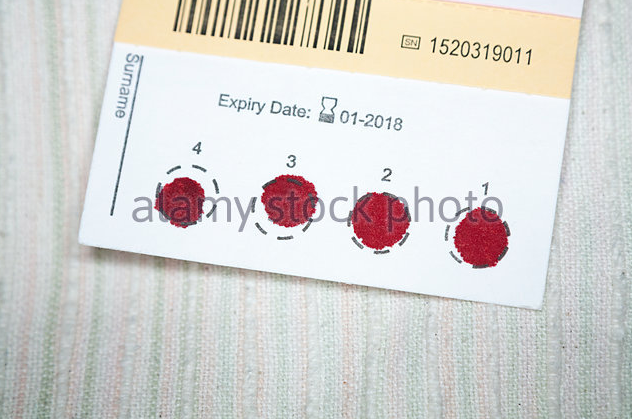 SN 1520319011
Surname
Expiry Date: 01-2018
4 3 2 1
alamy stock photo